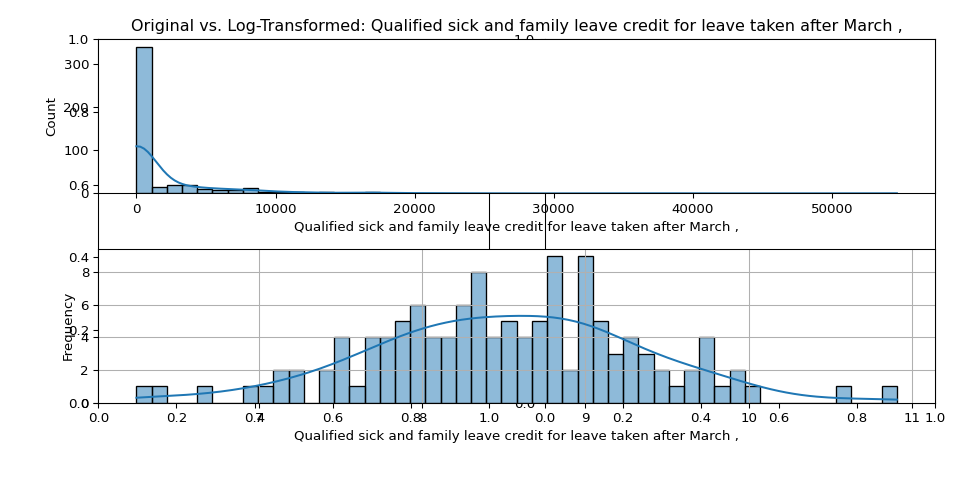 Original vs. Log-Transformed: Qualified sick and family leave credit for leave taken after March ,
1.0
1.0
300
200
0.8
100
0.6
0
Count
0 10000 20000 30000 40000 50000
Qualified sick and family leave credit for leave taken after March ,
0.4
8
6
0.2
4
2
0.0
0
Frequency
0.0
0.0 0.2 0.4 0.6 0.8 1.0 0.0 0.2 0.4 0.6 0.8 1.0
7 8 9 10 11
Qualified sick and family leave credit for leave taken after March ,